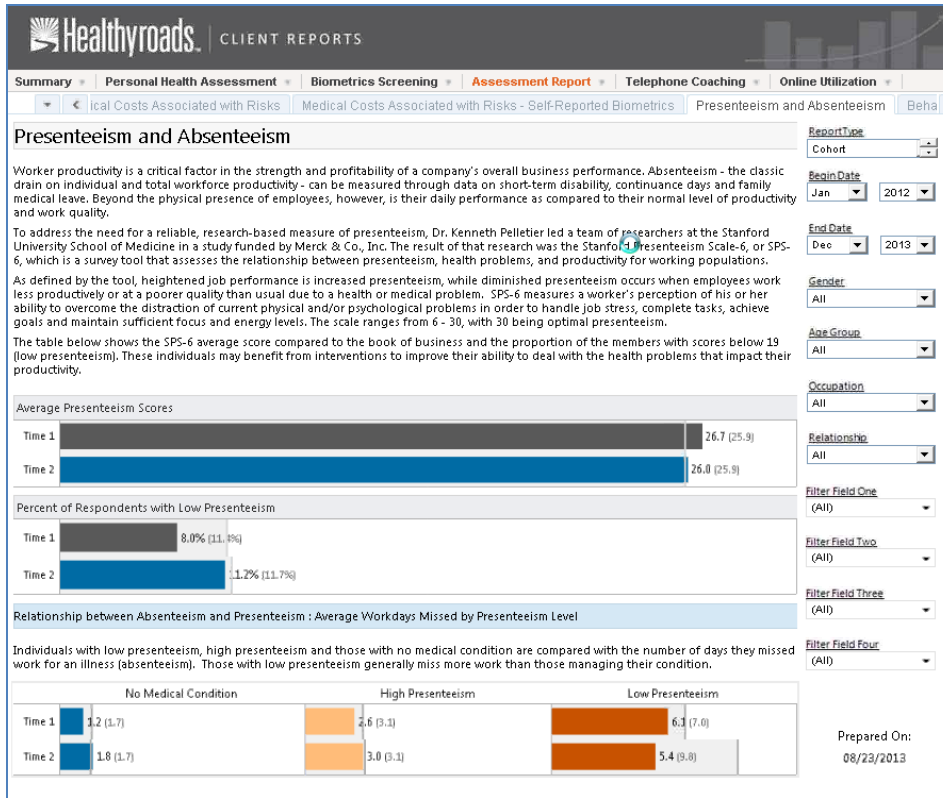 Healthyroads. | CLIENT REPORTS
Summary Personal Health Assessment Biometrics Screening Assessment Report Telephone Coaching Online Utilization
ical Costs Associated with Risks Medical Costs Associated with Risks - Self-Reported Biometrics Presenteeism and Absenteeism Beha
Presenteeism and Absenteeism
Worker productivity is a critical factor in the strength and profitability of a company's overall business performance. Absenteeism - the classic
drain on individual and total workforce productivity - can be measured through data on short-term disability, continuance days and family
medical leave. Beyond the physical presence of employees, however, is their daily performance as compared to their normal level of productivity
and work quality.
To address the need for a reliable, research-based measure of presenteeism, Dr. Kenneth Pelletier led a team of researchers at the Stanford
University School of Medicine in a study funded by Merck & Co., Inc. The result of that research was the Stanford Presenteeism Scale-6, or SPS-
6, which is a survey tool that assesses the relationship between presenteeism, health problems, and productivity for working populations.
As defined by the tool, heightened job performance is increased presenteeism, while diminished presenteeism occurs when employees work
less productively or at a poorer quality than usual due to a health or medical problem. SPS-6 measures a worker's perception of his or her
ability to overcome the distraction of current physical and/or psychological problems in order to handle job stress, complete tasks, achieve
goals and maintain sufficient focus and energy levels. The scale ranges from 6 - 30, with 30 being optimal presenteeism.
The table below shows the SPS-6 average score compared to the book of business and the proportion of the members with scores below 19
(low presenteeism). These individuals may benefit from interventions to improve their ability to deal with the health problems that impact their
productivity.
Average Presenteeism Scores
Time 1 26.7 (25.9)
Time 2 26.0 (25.9)
Percent of Respondents with Low Presenteeism
Time 1 8.0%
Time 2 11.2% (11.7%)
Relationship between Absenteeism and Presenteeism : Average Workdays Missed by Presenteeism Level
Individuals with low presenteeism, high presenteeism and those with no medical condition are compared with the number of days they missed
work for an illness (absenteeism). Those with low presenteeism generally miss more work than those managing their condition.
No Medical Condition High Presenteeism Low Presenteeism
Time 1 1.2 (1.7) 2.6 (3.1) 6.1 (7.0)
Time 2 1.8 (1.7) 3.0 (3.1) 5.4 (9.8)
ReportType
Cohort
Begin Date
Jan 2012
End Date
Dec 2013
Gender
All
Age Group
All
Occupation
All
Relationship
All
Filter Field One
(All)
Filter Field Two
(All)
Filter Field Three
(All)
Filter Field Four
(All)
Prepared On:
08/23/2013